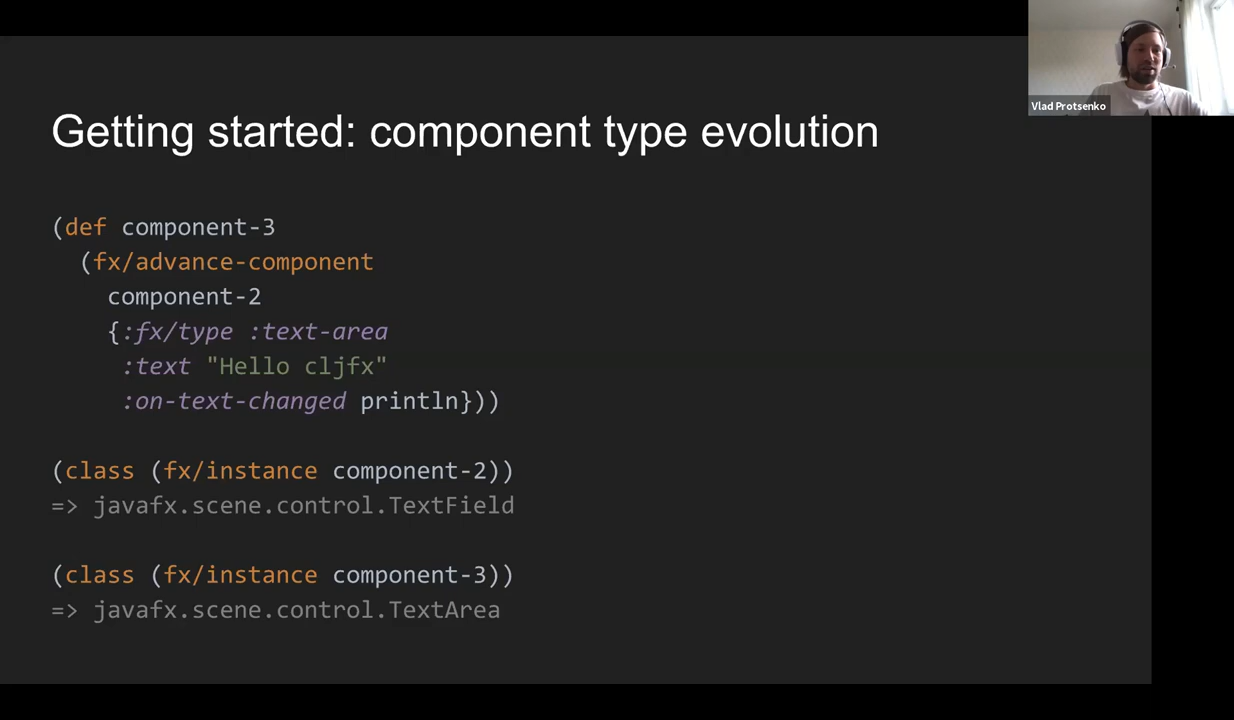 Vlad Protsenko
Getting started: component type evolution
(def component-3
  (fx/advance-component
    component-2
    {:fx/type :text-area
     :text "Hello cljfx"
     :on-text-changed println}))
(class (fx/instance component-2))
=> javafx.scene.control.TextField
(class (fx/instance component-3))
=> javafx.scene.control.TextArea